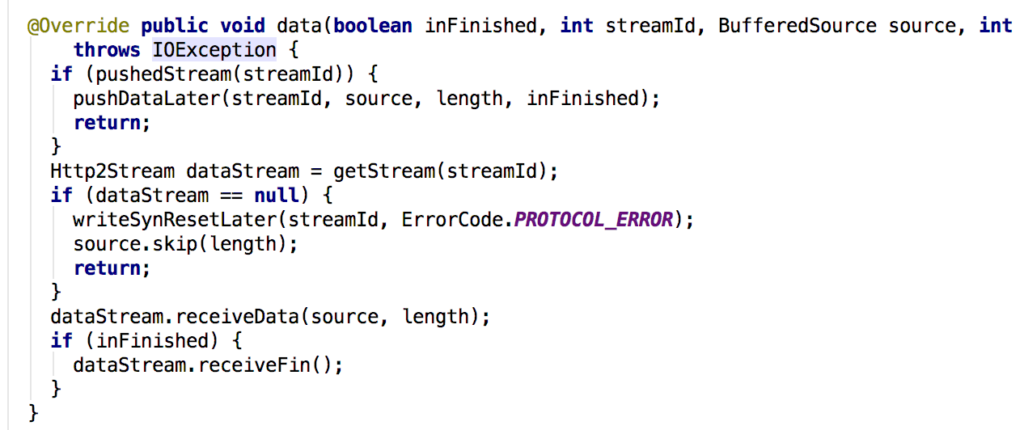 @Override public void data(boolean inFinished, int streamId, BufferedSource source, int
throws IOException {
if (pushedStream(streamId)) {
pushDataLater(streamId, source, length, inFinished);
return;
}
Http2Stream dataStream = getStream(streamId);
if (dataStream == null) {
writeSynResetLater(streamId, ErrorCode.PROTOCOL_ERROR);
source.skip(length);
return;
}
dataStream.receiveData(source, length);
if (inFinished) {
dataStream.receiveFin();
}
}